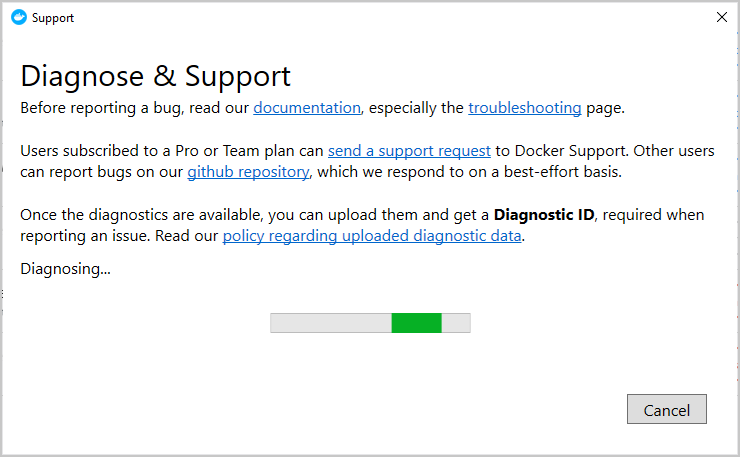 Support
Diagnose & Support
Before reporting a bug, read our documentation, especially the troubleshooting page.
Users subscribed to a Pro or Team plan can send a support request to Docker Support. Other users
can report bugs on our github repository, which we respond to on a best-effort basis.
Once the diagnostics are available, you can upload them and get a Diagnostic ID, required when
reporting an issue. Read our policy regarding uploaded diagnostic data.
Diagnosing...
Cancel